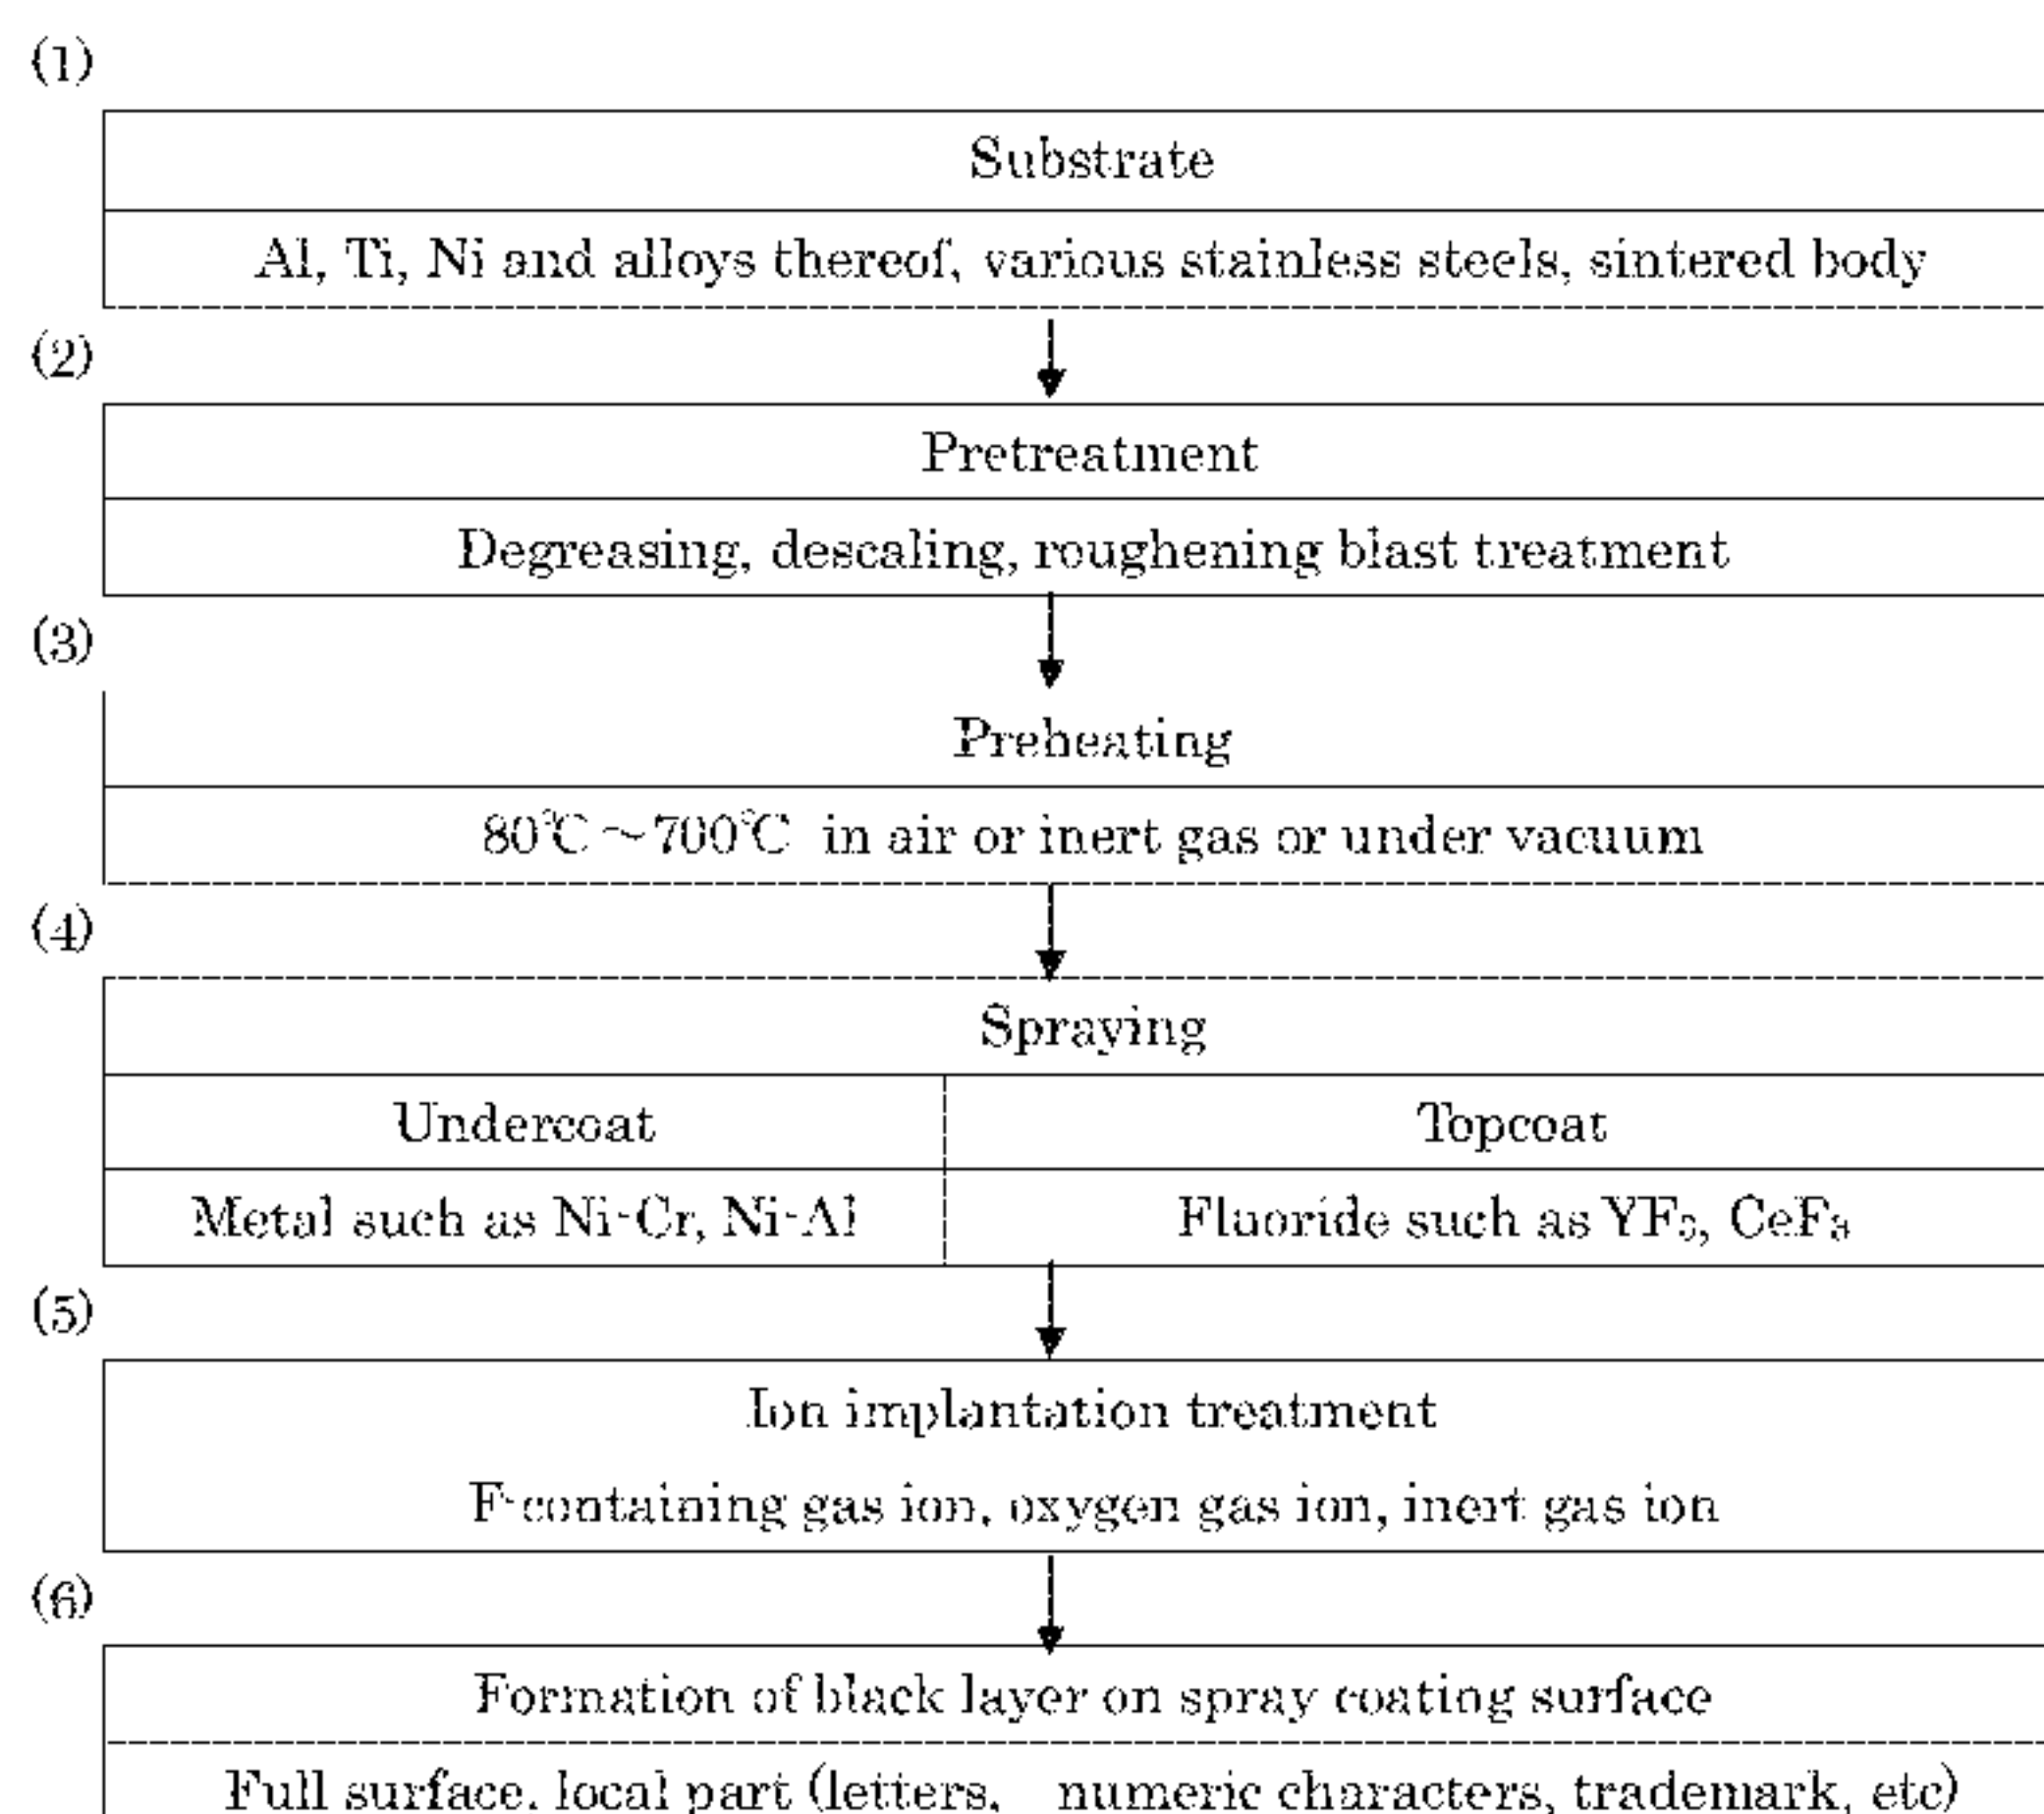 (1)
Substrate
Al, Ti, Ni and alloys thereof, various stainless steels, sintered body
(2)
Pretreatment
Degreasing, descaling, roughening blast treatment
(3)
Preheating
80℃～700℃ in air or inert gas or under vacuum
(4)
Spraying
Undercoat Topcoat
Metal such as Ni-Cr, Ni-Al Fluoride such as YF₃, CeF₃
(5)
Ion implantation treatment
F-containing gas ion, oxygen gas ion, inert gas ion
(6)
Formation of black layer on spray coating surface
Full surface, local part (letters, numeric characters, trademark, etc)